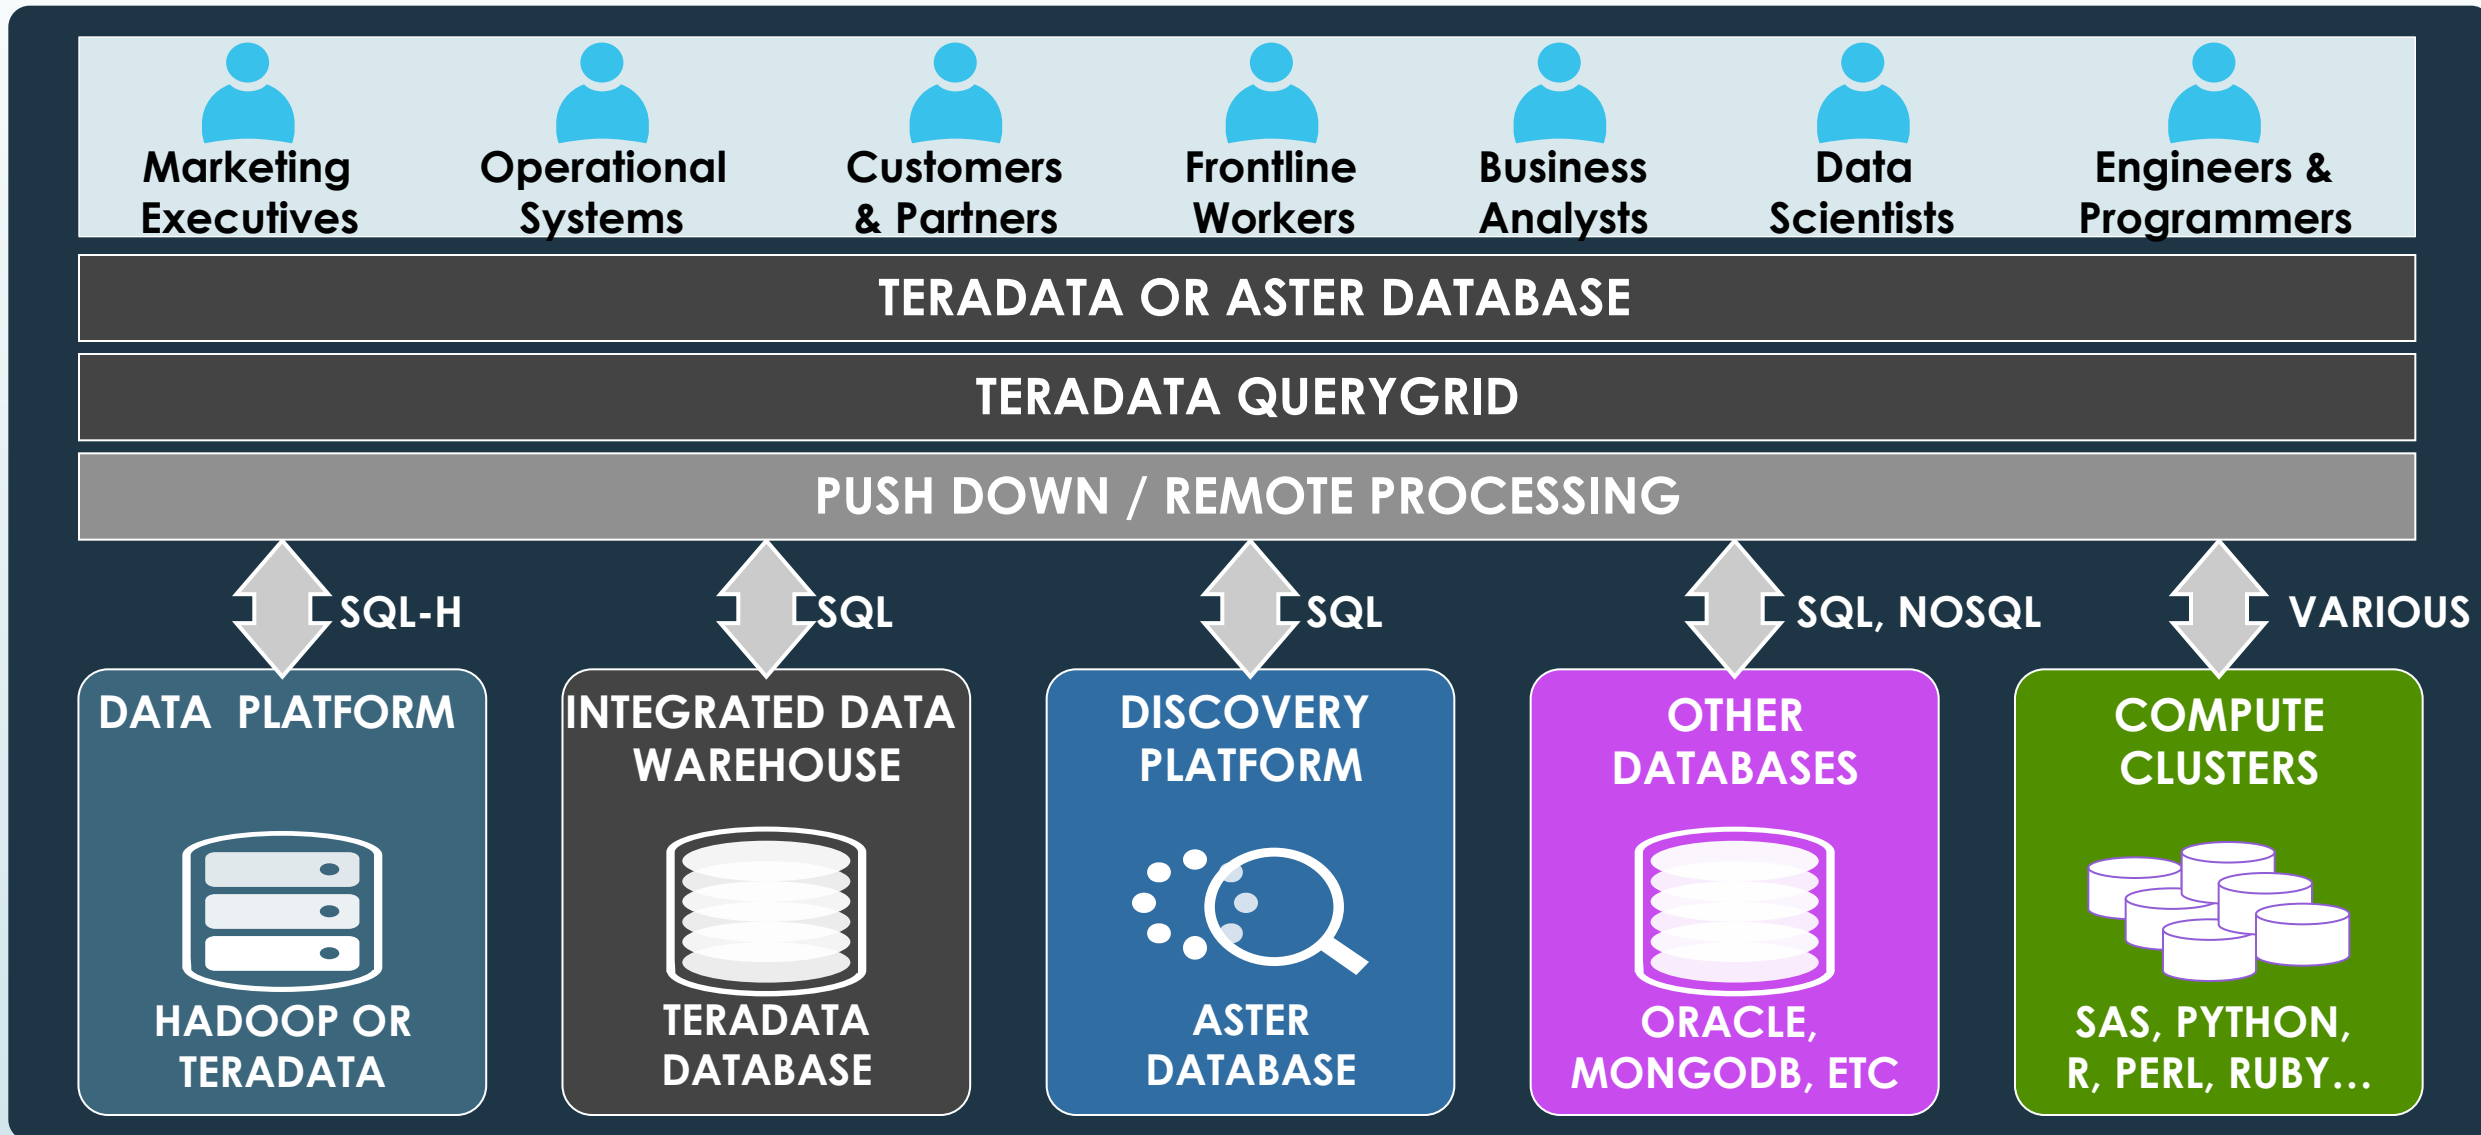 Marketing
Executives
Operational
Systems
Customers
& Partners
Frontline
Workers
Business
Analysts
Data
Scientists
Engineers &
Programmers
TERADATA OR ASTER DATABASE
TERADATA QUERYGRID
PUSH DOWN / REMOTE PROCESSING
SQL-H
SQL
SQL
SQL, NOSQL
VARIOUS
DATA PLATFORM
HADOOP OR
TERADATA
INTEGRATED DATA
WAREHOUSE
TERADATA
DATABASE
DISCOVERY
PLATFORM
ASTER
DATABASE
OTHER
DATABASES
ORACLE,
MONGODB, ETC
COMPUTE
CLUSTERS
SAS, PYTHON,
R, PERL, RUBY...